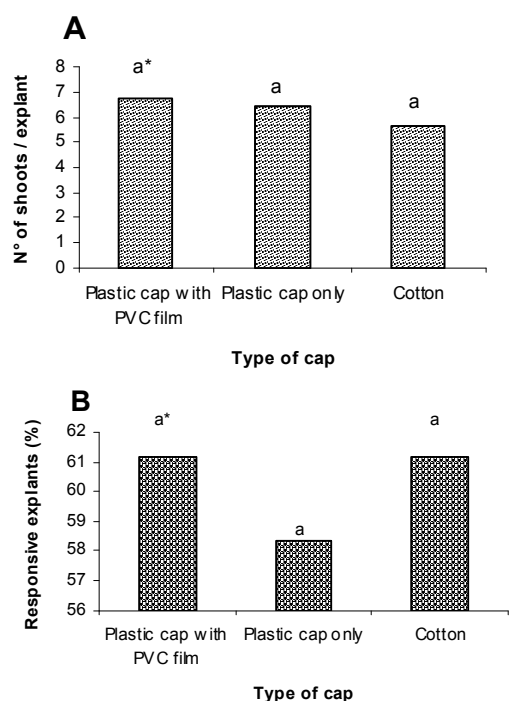 A
N° of shoots / explant
8
7
6
5
4
3
2
1
0
a*
a
a
Plastic cap with
PVC film
Plastic cap only
Cotton
Type of cap
B
Responsive explants (%)
62
61
60
59
58
57
56
a*
a
a
Plastic cap with
PVC film
Plastic cap only
Cotton
Type of cap